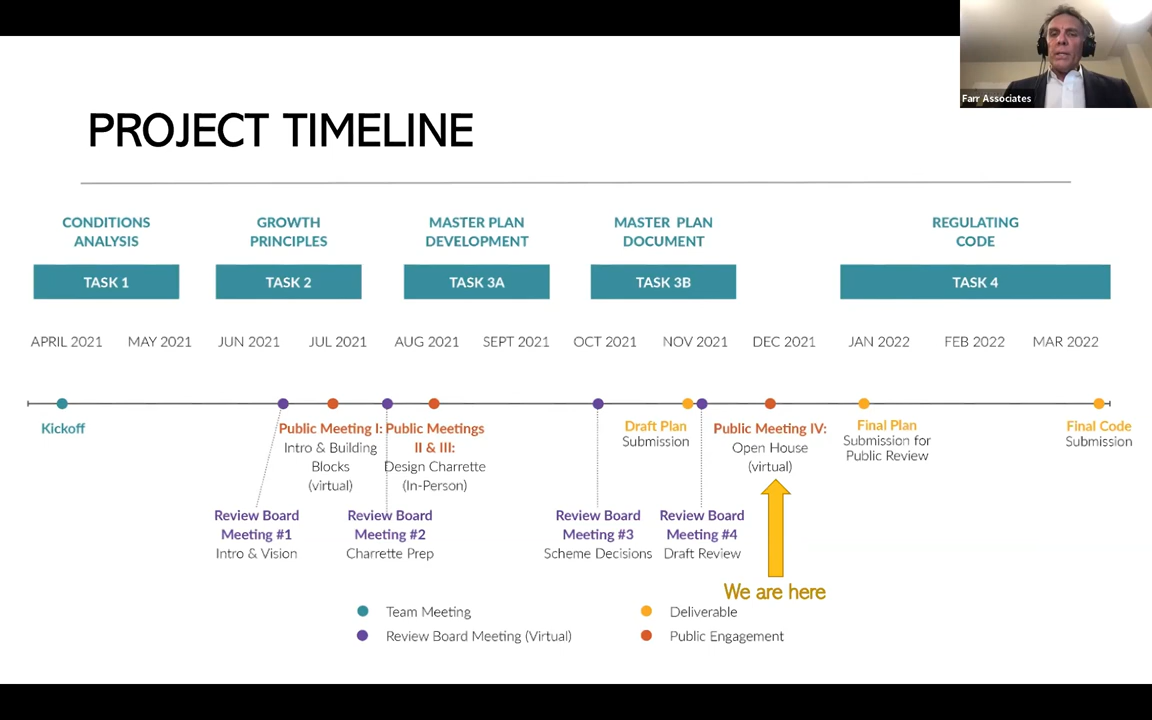 Farr Associates
PROJECT TIMELINE
CONDITIONS
ANALYSIS
GROWTH
PRINCIPLES
MASTER PLAN
DEVELOPMENT
MASTER PLAN
DOCUMENT
REGULATING
CODE
TASK 1
TASK 2
TASK 3A
TASK 3B
TASK 4
APRIL 2021
MAY 2021
JUN 2021
JUL 2021
AUG 2021
SEPT 2021
OCT 2021
NOV 2021
DEC 2021
JAN 2022
FEB 2022
MAR 2022
Kickoff
Public Meeting I:
Intro & Building
Blocks
(virtual)
Public Meetings
II & III:
Design Charrette
(In-Person)
Draft Plan
Submission
Public Meeting IV:
Open House
(virtual)
Final Plan
Submission for
Public Review
Final Code
Submission
Review Board
Meeting #1
Intro & Vision
Review Board
Meeting #2
Charrette Prep
Review Board
Meeting #3
Scheme Decisions
Review Board
Meeting #4
Draft Review
We are here
Team Meeting
Review Board Meeting (Virtual)
Deliverable
Public Engagement